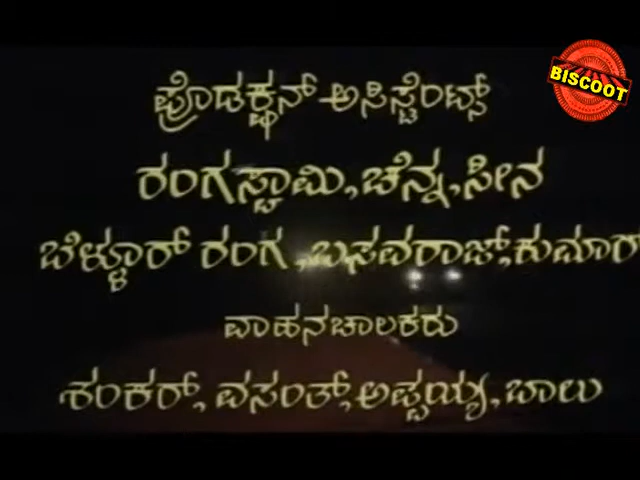 BISCOOT
ಪ್ರೊಡಕ್ಷನ್ ಅಸಿಸ್ಟೆಂಟ್ಸ್
ರಂಗಸ್ವಾಮಿ, ಚೆನ್ನ, ಸೀನ
ಬೆಳ್ಳೂರ್ ರಂಗ, ಬಸವರಾಜ್, ಕುಮಾರ್
ವಾಹನಚಾಲಕರು
ಶಂಕರ್, ವಸಂತ್, ಅಪ್ಪಯ್ಯ, ಬಾಲು